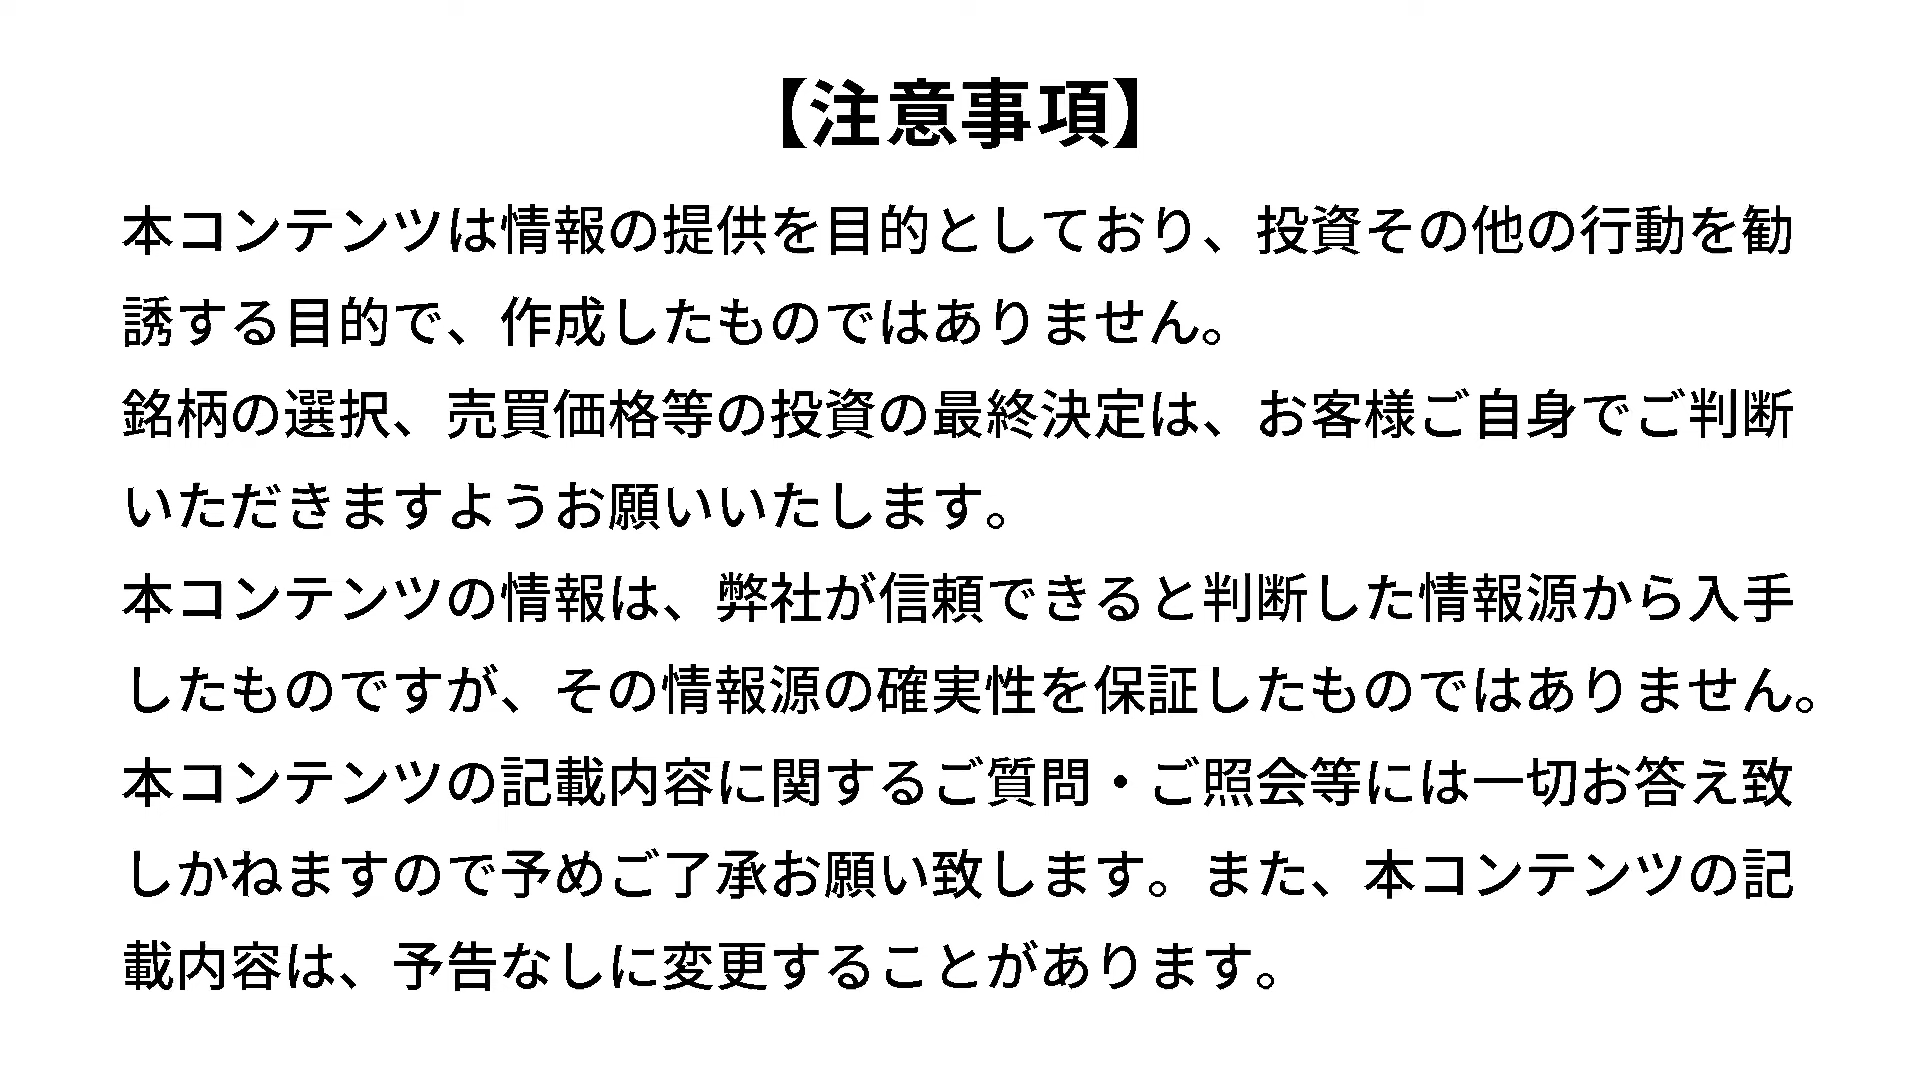 【注意事項】
本コンテンツは情報の提供を目的としており、投資その他の行動を勧
誘する目的で、作成したものではありません。
銘柄の選択、売買価格等の投資の最終決定は、お客様ご自身でご判断
いただきますようお願いいたします。
本コンテンツの情報は、弊社が信頼できると判断した情報源から入手
したものですが、その情報源の確実性を保証したものではありません。
本コンテンツの記載内容に関するご質問・ご照会等には一切お答え致
しかねますので予めご了承お願い致します。また、本コンテンツの記
載内容は、予告なしに変更することがあります。